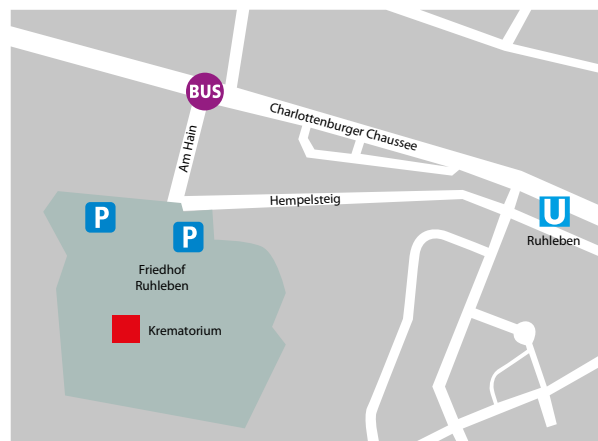 BUS
Charlottenburger Chaussee
Am Hain
Hempelsteig
P
P
U
Ruhleben
Friedhof
Ruhleben
Krematorium